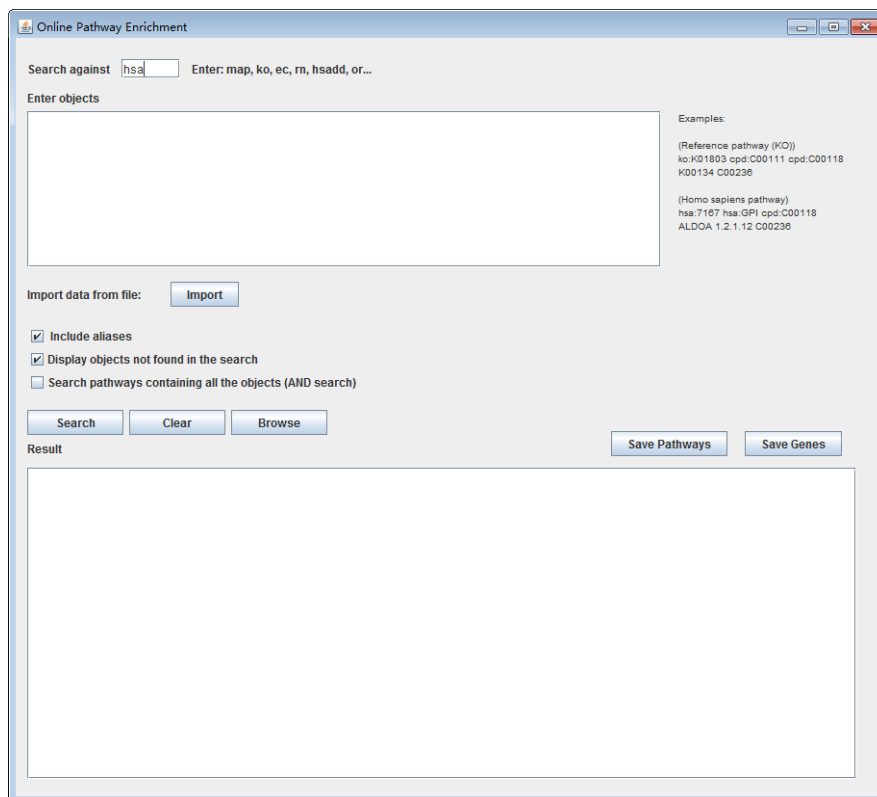 Online Pathway Enrichment
Search against hsa Enter: map, ko, ec, rn, hsadd, or...
Enter objects
Examples:
(Reference pathway (KO))
ko:K01803 cpd:C00111 cpd:C00118
K00134 C00236
(Homo sapiens pathway)
hsa:7167 hsa:GPI cpd:C00118
ALDOA 1.2.1.12 C00236
Import data from file: Import
Include aliases
Display objects not found in the search
Search pathways containing all the objects (AND search)
Search Clear Browse
Save Pathways Save Genes
Result